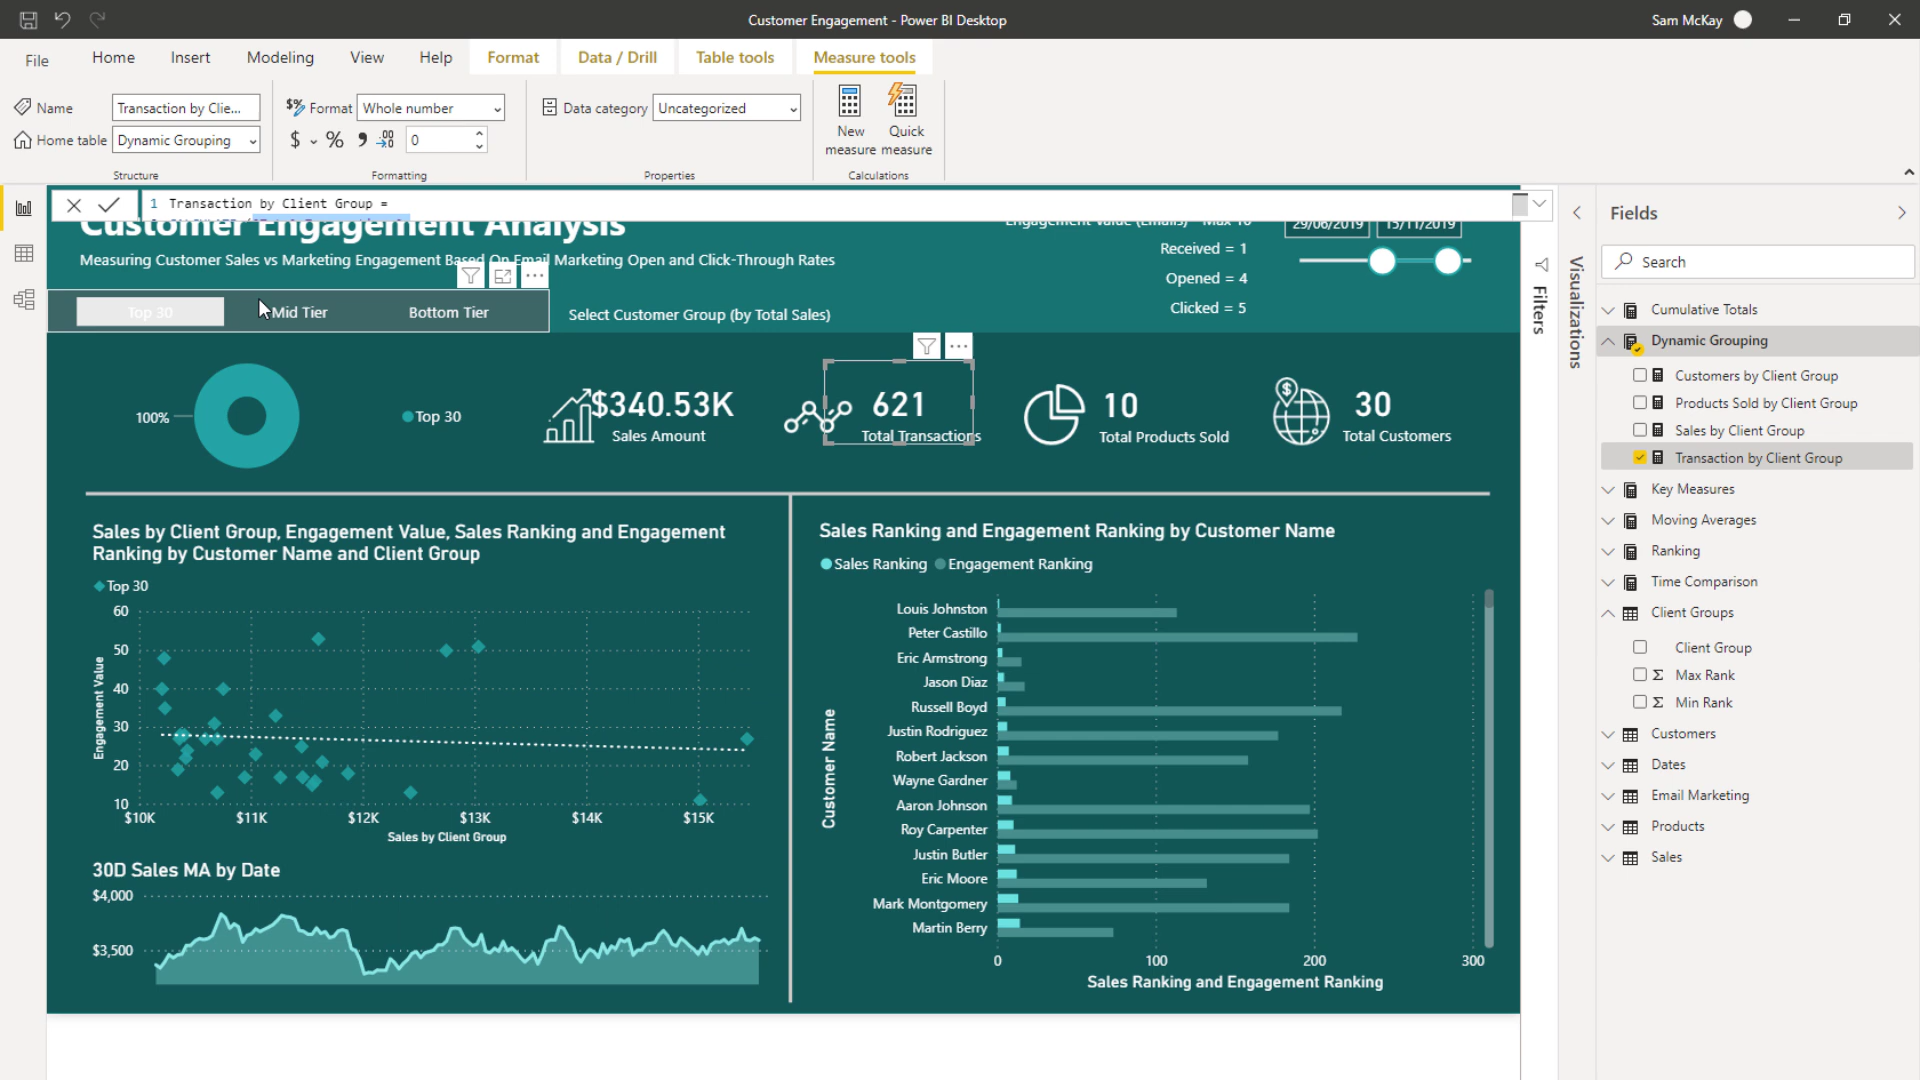 Customer Engagement - Power BI Desktop
Sam McKay
File
Home
Insert
Modeling
View
Help
Format
Data / Drill
Table tools
Measure tools
Name
Transaction by Clie...
Home table
Dynamic Grouping
Structure
$% Format
Whole number
$ % 0
Formatting
Data category
Uncategorized
Properties
New measure
Quick measure
Calculations
1 Transaction by Client Group =
Customer Engagement Analysis
Measuring Customer Sales vs Marketing Engagement Based On Email Marketing Open and Click-Through Rates
Engagement Value (Emails) - Max 10
Received = 1
Opened = 4
Clicked = 5
29/06/2019
15/11/2019
Top 30
Mid Tier
Bottom Tier
Select Customer Group (by Total Sales)
100%
Top 30
$340.53K
Sales Amount
621
Total Transactions
10
Total Products Sold
30
Total Customers
Sales by Client Group, Engagement Value, Sales Ranking and Engagement
Ranking by Customer Name and Client Group
Top 30
Engagement Value
60
50
40
30
20
10
$10K
$11K
$12K
$13K
$14K
$15K
Sales by Client Group
30D Sales MA by Date
$4,000
$3,500
Sales Ranking and Engagement Ranking by Customer Name
Sales Ranking
Engagement Ranking
Customer Name
Louis Johnston
Peter Castillo
Eric Armstrong
Jason Diaz
Russell Boyd
Justin Rodriguez
Robert Jackson
Wayne Gardner
Aaron Johnson
Roy Carpenter
Justin Butler
Eric Moore
Mark Montgomery
Martin Berry
0
100
200
300
Sales Ranking and Engagement Ranking
Filters
Visualizations
Fields
Search
Cumulative Totals
Dynamic Grouping
Customers by Client Group
Products Sold by Client Group
Sales by Client Group
Transaction by Client Group
Key Measures
Moving Averages
Ranking
Time Comparison
Client Groups
Client Group
Σ Max Rank
Σ Min Rank
Customers
Dates
Email Marketing
Products
Sales